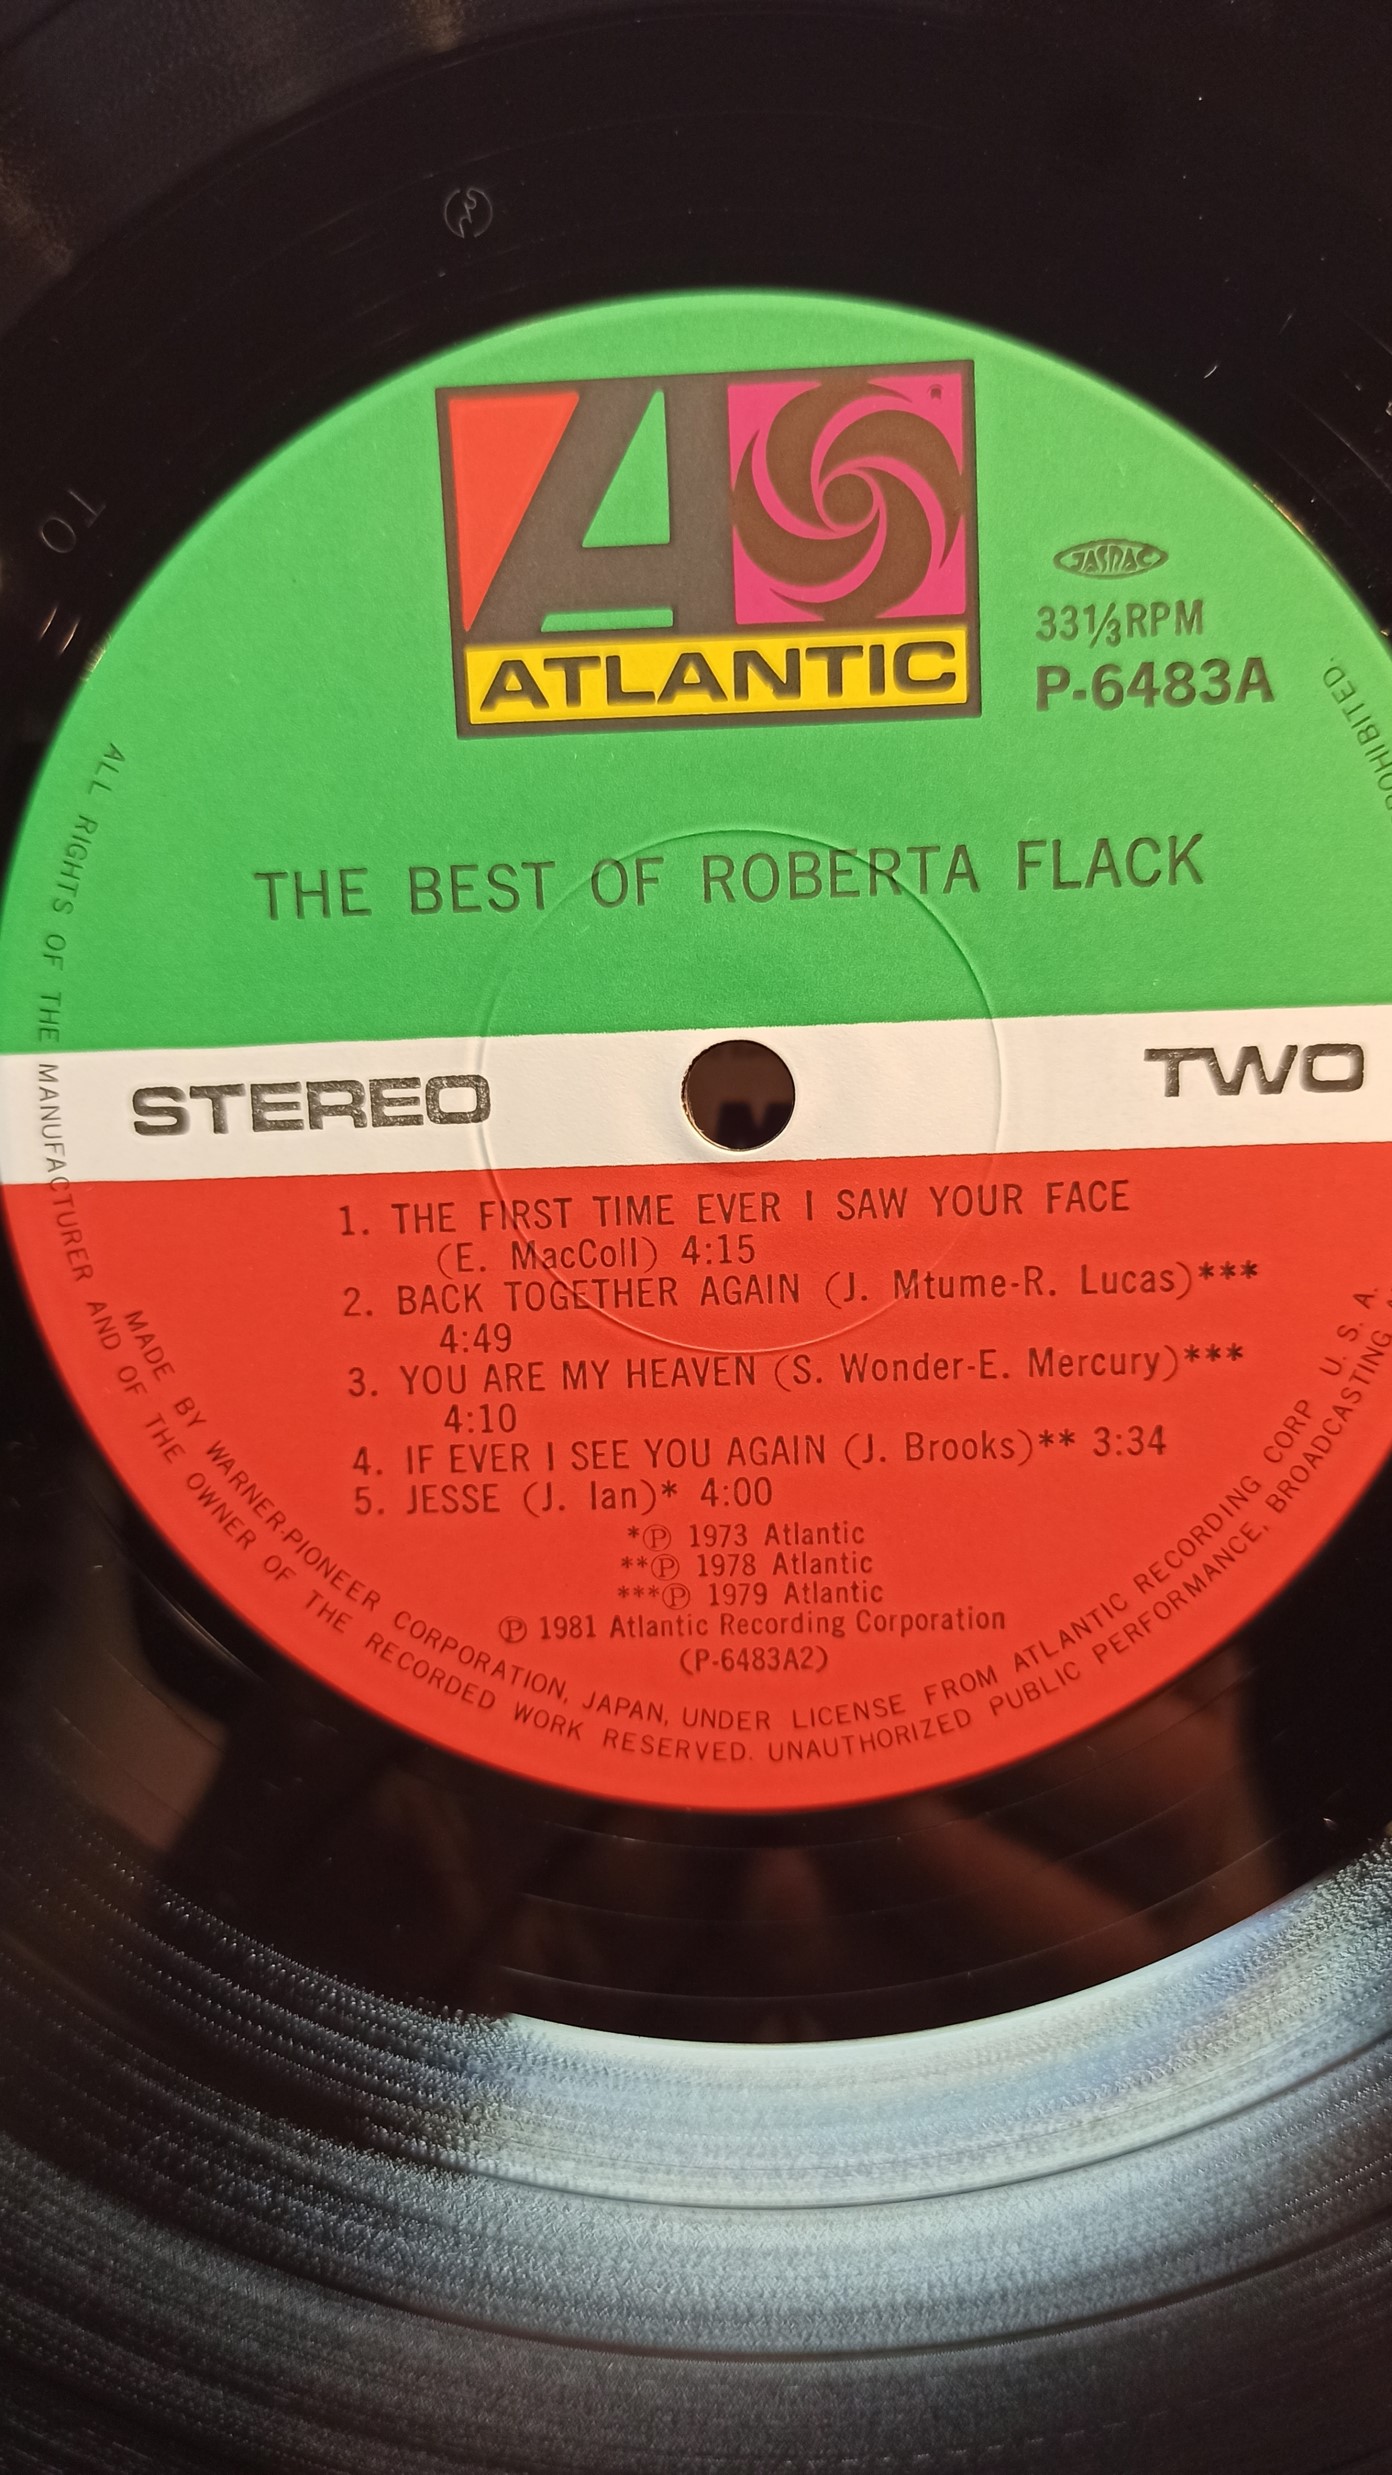 ATLANTIC
JASRAC
33⅓RPM
P-6483A
THE BEST OF ROBERTA FLACK
STEREO
TWO
1. THE FIRST TIME EVER I SAW YOUR FACE
(E. MacColl) 4:15
2. BACK TOGETHER AGAIN (J. Mtume-R. Lucas)***
4:49
3. YOU ARE MY HEAVEN (S. Wonder-E. Mercury)***
4:10
4. IF EVER I SEE YOU AGAIN (J. Brooks)** 3:34
5. JESSE (J. Ian)* 4:00
*Ⓟ 1973 Atlantic
**Ⓟ 1978 Atlantic
***Ⓟ 1979 Atlantic
Ⓟ 1981 Atlantic Recording Corporation
(P-6483A2)
MADE BY WARNER-PIONEER CORPORATION, JAPAN, UNDER LICENSE FROM ATLANTIC RECORDING CORP U. S. A.
ALL RIGHTS OF THE MANUFACTURER AND OF THE OWNER OF THE RECORDED WORK RESERVED. UNAUTHORIZED PUBLIC PERFORMANCE, BROADCASTING
TO